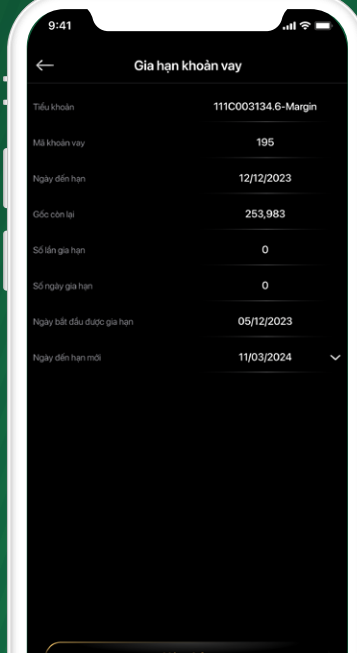 9:41
Gia hạn khoản vay
Tiểu khoản 111C003134.6-Margin
Mã khoản vay 195
Ngày đến hạn 12/12/2023
Gốc còn lại 253,983
Số lần gia hạn 0
Số ngày gia hạn 0
Ngày bắt đầu được gia hạn 05/12/2023
Ngày đến hạn mới 11/03/2024